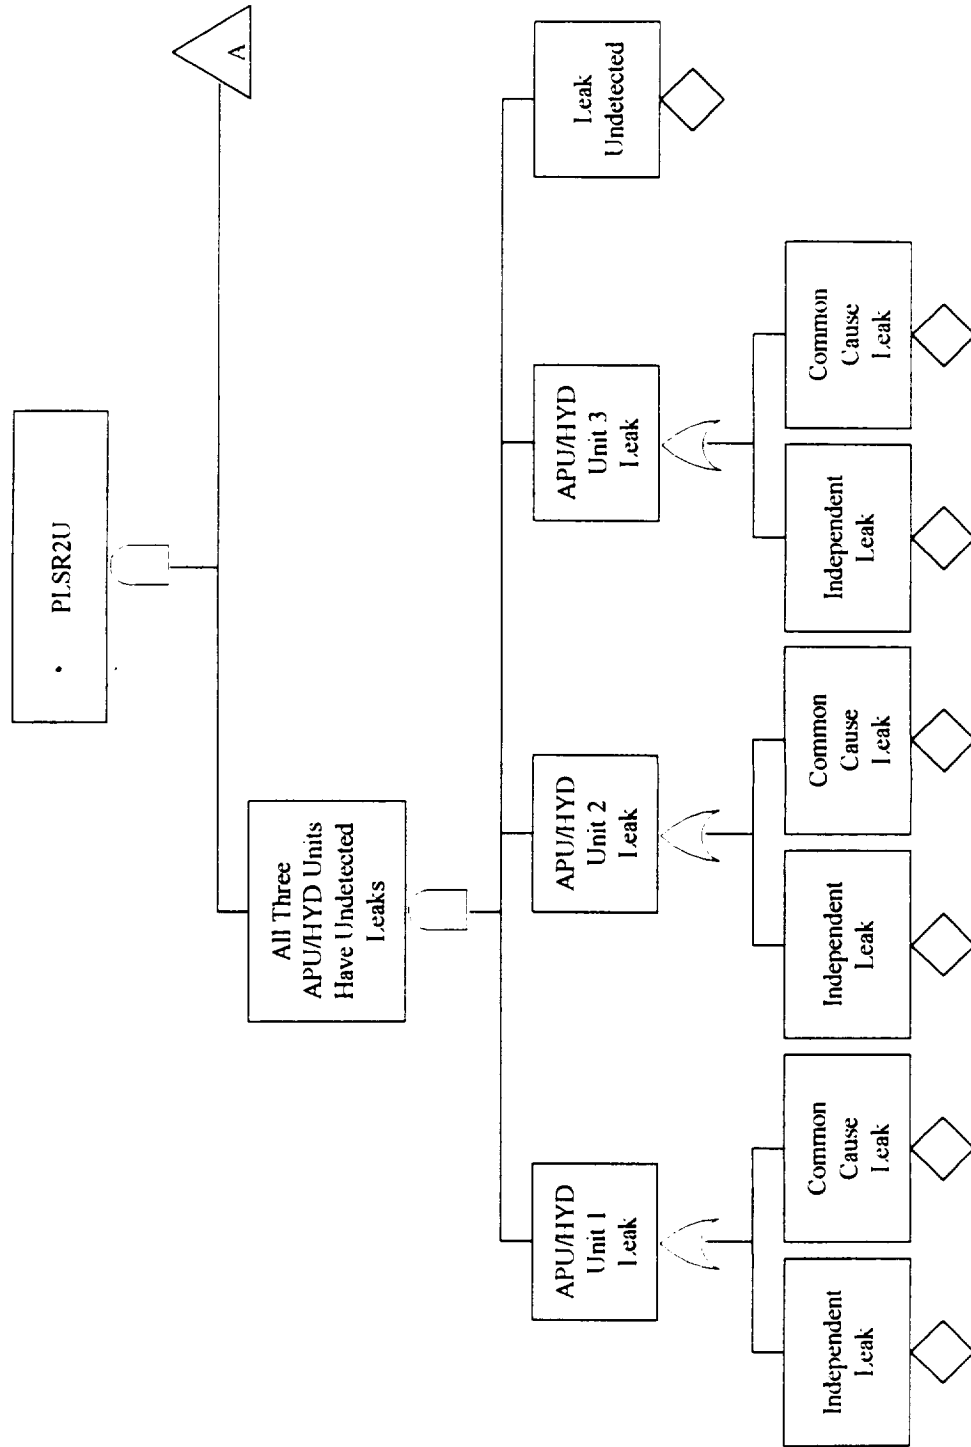 PLSR2U
A
All Three
APU/HYD Units
Have Undetected
Leaks
APU/HYD
Unit 1
Leak
APU/HYD
Unit 2
Leak
APU/HYD
Unit 3
Leak
Leak
Undetected
Independent
Leak
Common
Cause
Leak
Independent
Leak
Common
Cause
Leak
Independent
Leak
Common
Cause
Leak